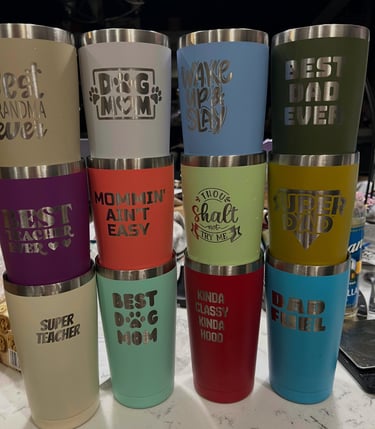 Best
GRANDMA
ever
DOG
MOM
WAKE
UP &
SLAY
BEST
DAD
EVER
BEST
TEACHER
EVER
MOMMIN'
AIN'T
EASY
THOU
Shalt
not
TRY ME
SUPER
DAD
SUPER
TEACHER
BEST
DOG
MOM
KINDA
CLASSY
KINDA
HOOD
DAD
FUEL